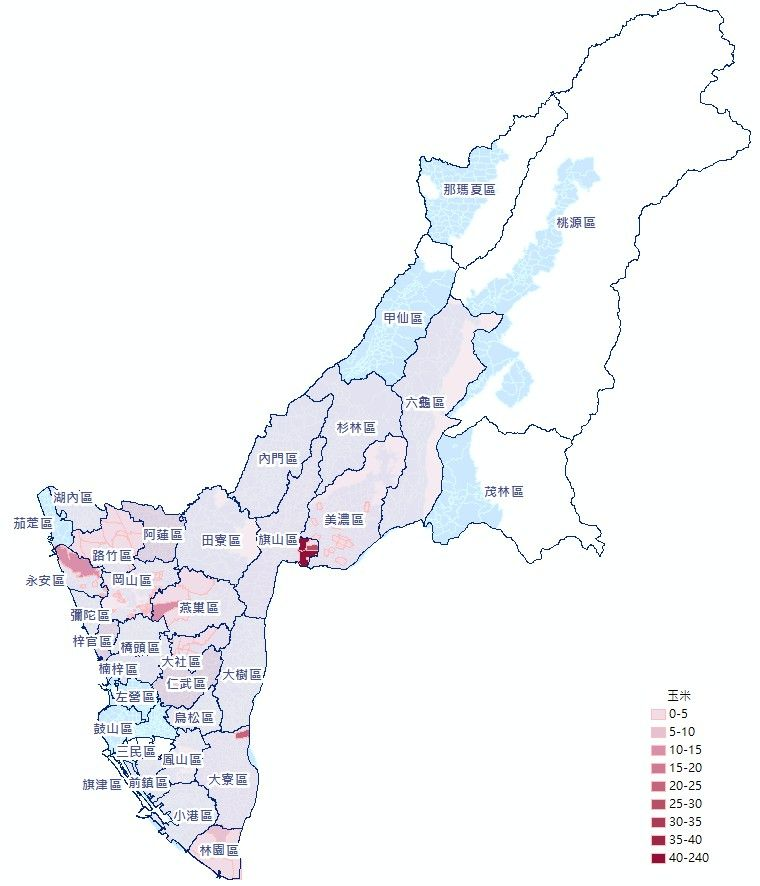 那瑪夏區
桃源區
甲仙區
六龜區
杉林區
內門區
茂林區
湖內區
茄萣區
美濃區
阿蓮區
田寮區
旗山區
路竹區
永安區
岡山區
燕巢區
彌陀區
梓官區
橋頭區
大社區
楠梓區
仁武區
大樹區
左營區
鳥松區
鼓山區
三民區
鳳山區
旗津區
前鎮區
大寮區
小港區
林園區
玉米
0-5
5-10
10-15
15-20
20-25
25-30
30-35
35-40
40-240